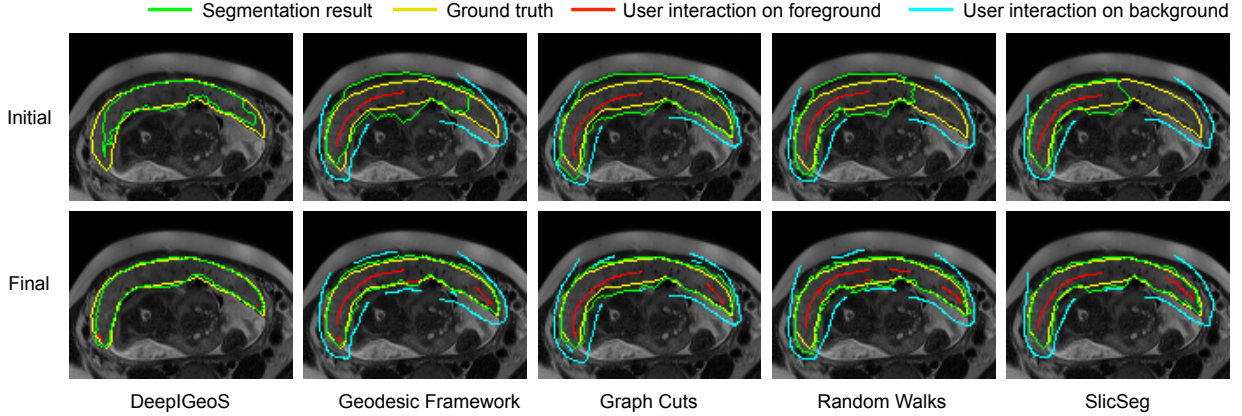 Segmentation result Ground truth User interaction on foreground User interaction on background
Initial
Final
DeepIGeoS Geodesic Framework Graph Cuts Random Walks SlicSeg